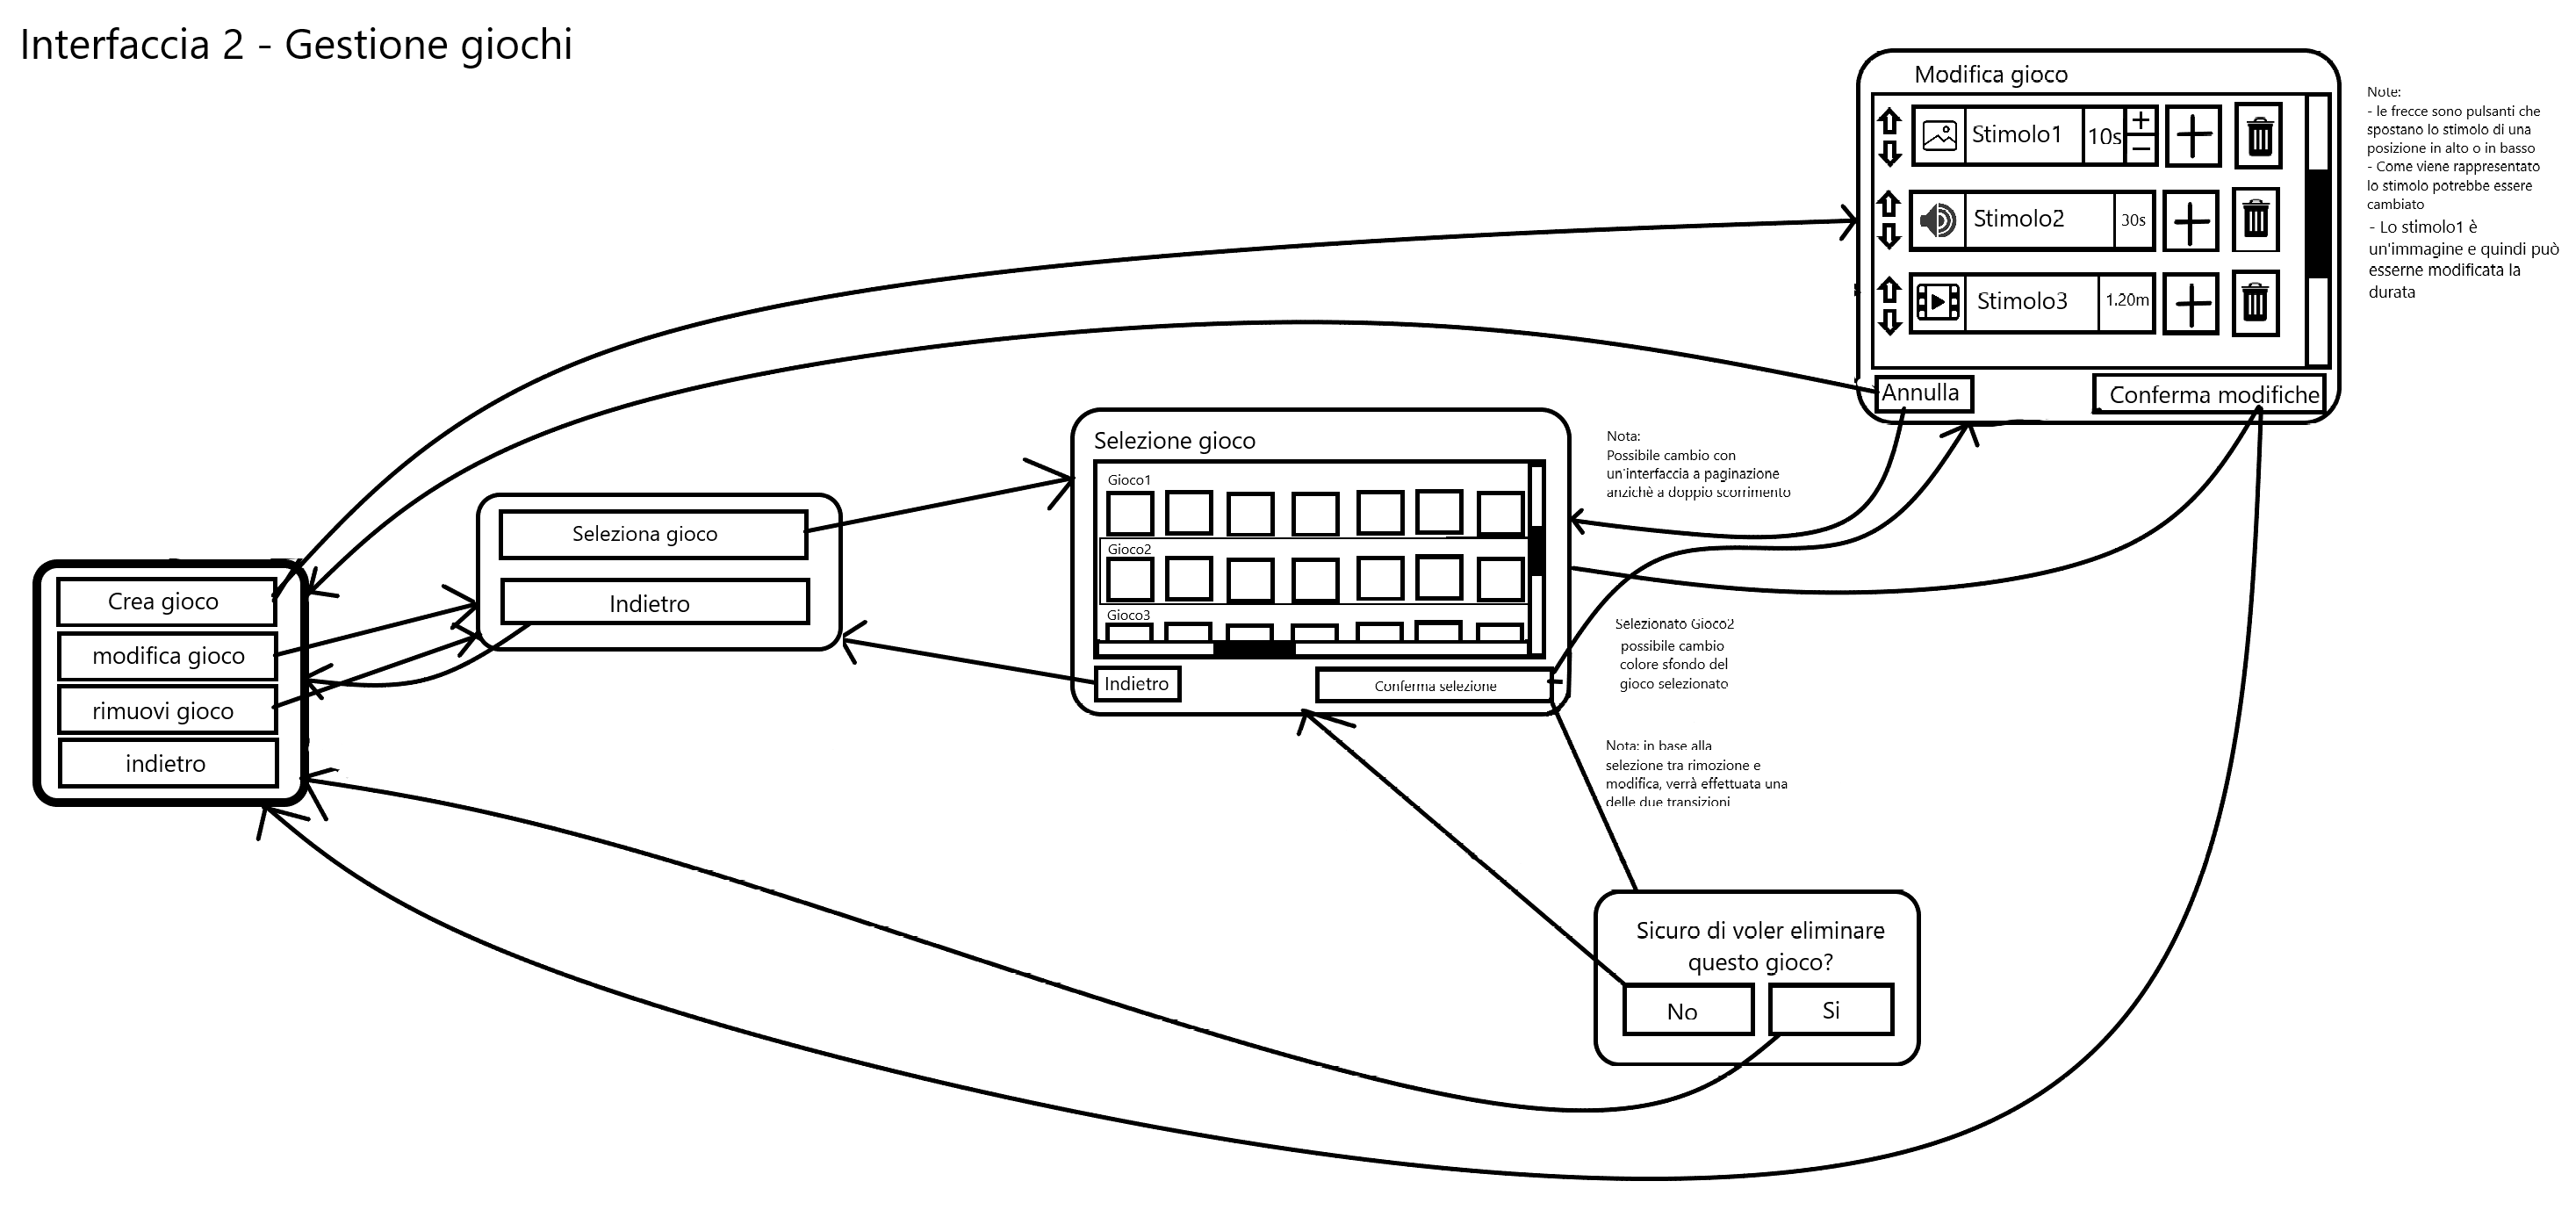 Interfaccia 2 - Gestione giochi
Modifica gioco
Stimolo1
10s
+
−
Stimolo2
30s
Stimolo3
1.20m
Annulla
Conferma modifiche
Note:
- le frecce sono pulsanti che
spostano lo stimolo di una
posizione in alto o in basso
- Come viene rappresentato
lo stimolo potrebbe essere
cambiato
- Lo stimolo1 è
un'immagine e quindi può
esserne modificata la
durata
Selezione gioco
Gioco1
Gioco2
Gioco3
Indietro
Conferma selezione
Nota:
Possibile cambio con
un'interfaccia a paginazione
anzichè a doppio scorrimento
Seleziona gioco
Indietro
Crea gioco
modifica gioco
rimuovi gioco
indietro
Selezionato Gioco2
possibile cambio
colore sfondo del
gioco selezionato
Nota: in base alla
selezione tra rimozione e
modifica, verrà effettuata una
delle due transizioni
Sicuro di voler eliminare
questo gioco?
No
Si